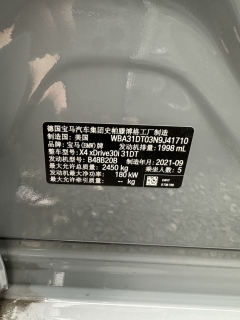 德国宝马汽车集团史帕腾博格工厂制造
制造国: 美国 WBA31DT03N9J41710
品牌: 宝马(BMW)牌 发动机排量: 1998 mL
整车型号: X4 xDrive30i 31DT
发动机型号: B48B20B 制造年月: 2021-09
最大允许总质量: 2450 kg 乘坐人数: 5
发动机最大净功率: 180 kW
最大允许牵引质量: -- kg